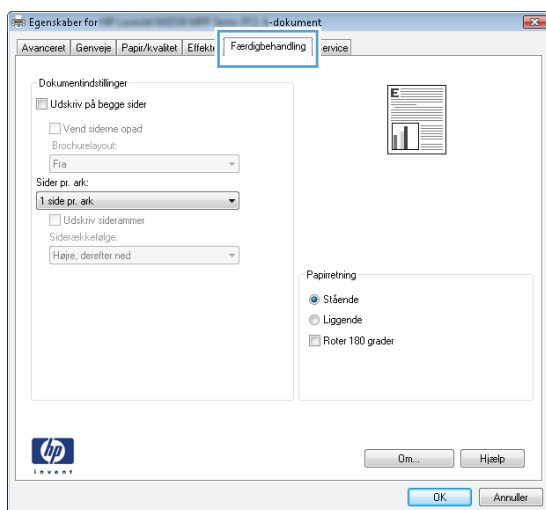 Egenskaber for -dokument
Avanceret Genveje Papir/kvalitet Effekte Færdigbehandling ervice
Dokumentindstillinger
Udskriv på begge sider
Vend siderne opad
Brochurelayout:
Fra
Sider pr. ark:
1 side pr. ark
Udskriv siderammer
Siderækkefølge:
Højre, derefter ned
E
Papirretning
Stående
Liggende
Roter 180 grader
hp
invent
Om... Hjælp
OK Annuller